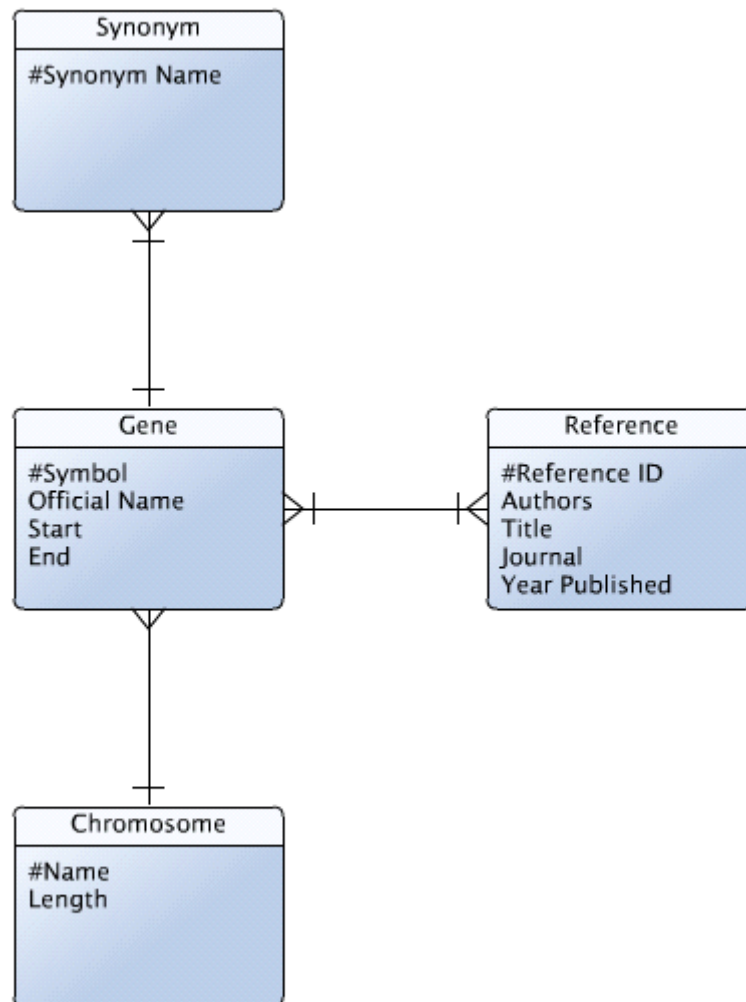 Synonym
#Synonym Name
Gene
#Symbol
Official Name
Start
End
Reference
#Reference ID
Authors
Title
Journal
Year Published
Chromosome
#Name
Length